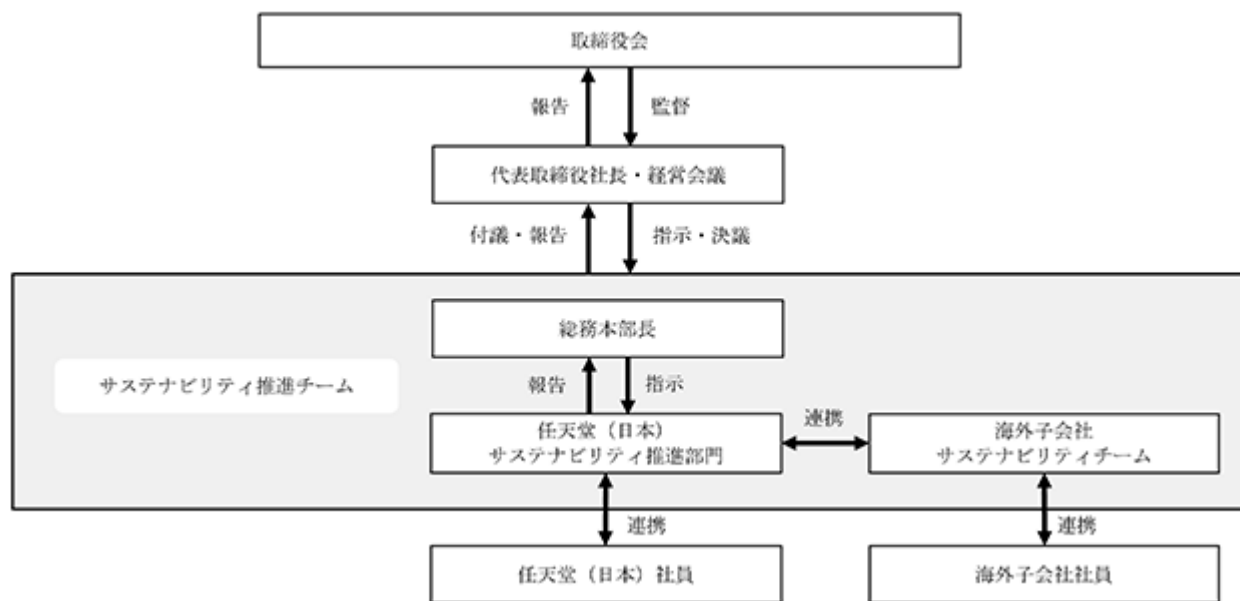 取締役会
報告
監督
代表取締役社長・経営会議
付議・報告
指示・決議
総務本部長
サステナビリティ推進チーム
報告
指示
任天堂（日本）
サステナビリティ推進部門
連携
海外子会社
サステナビリティチーム
連携
連携
任天堂（日本）社員
海外子会社社員